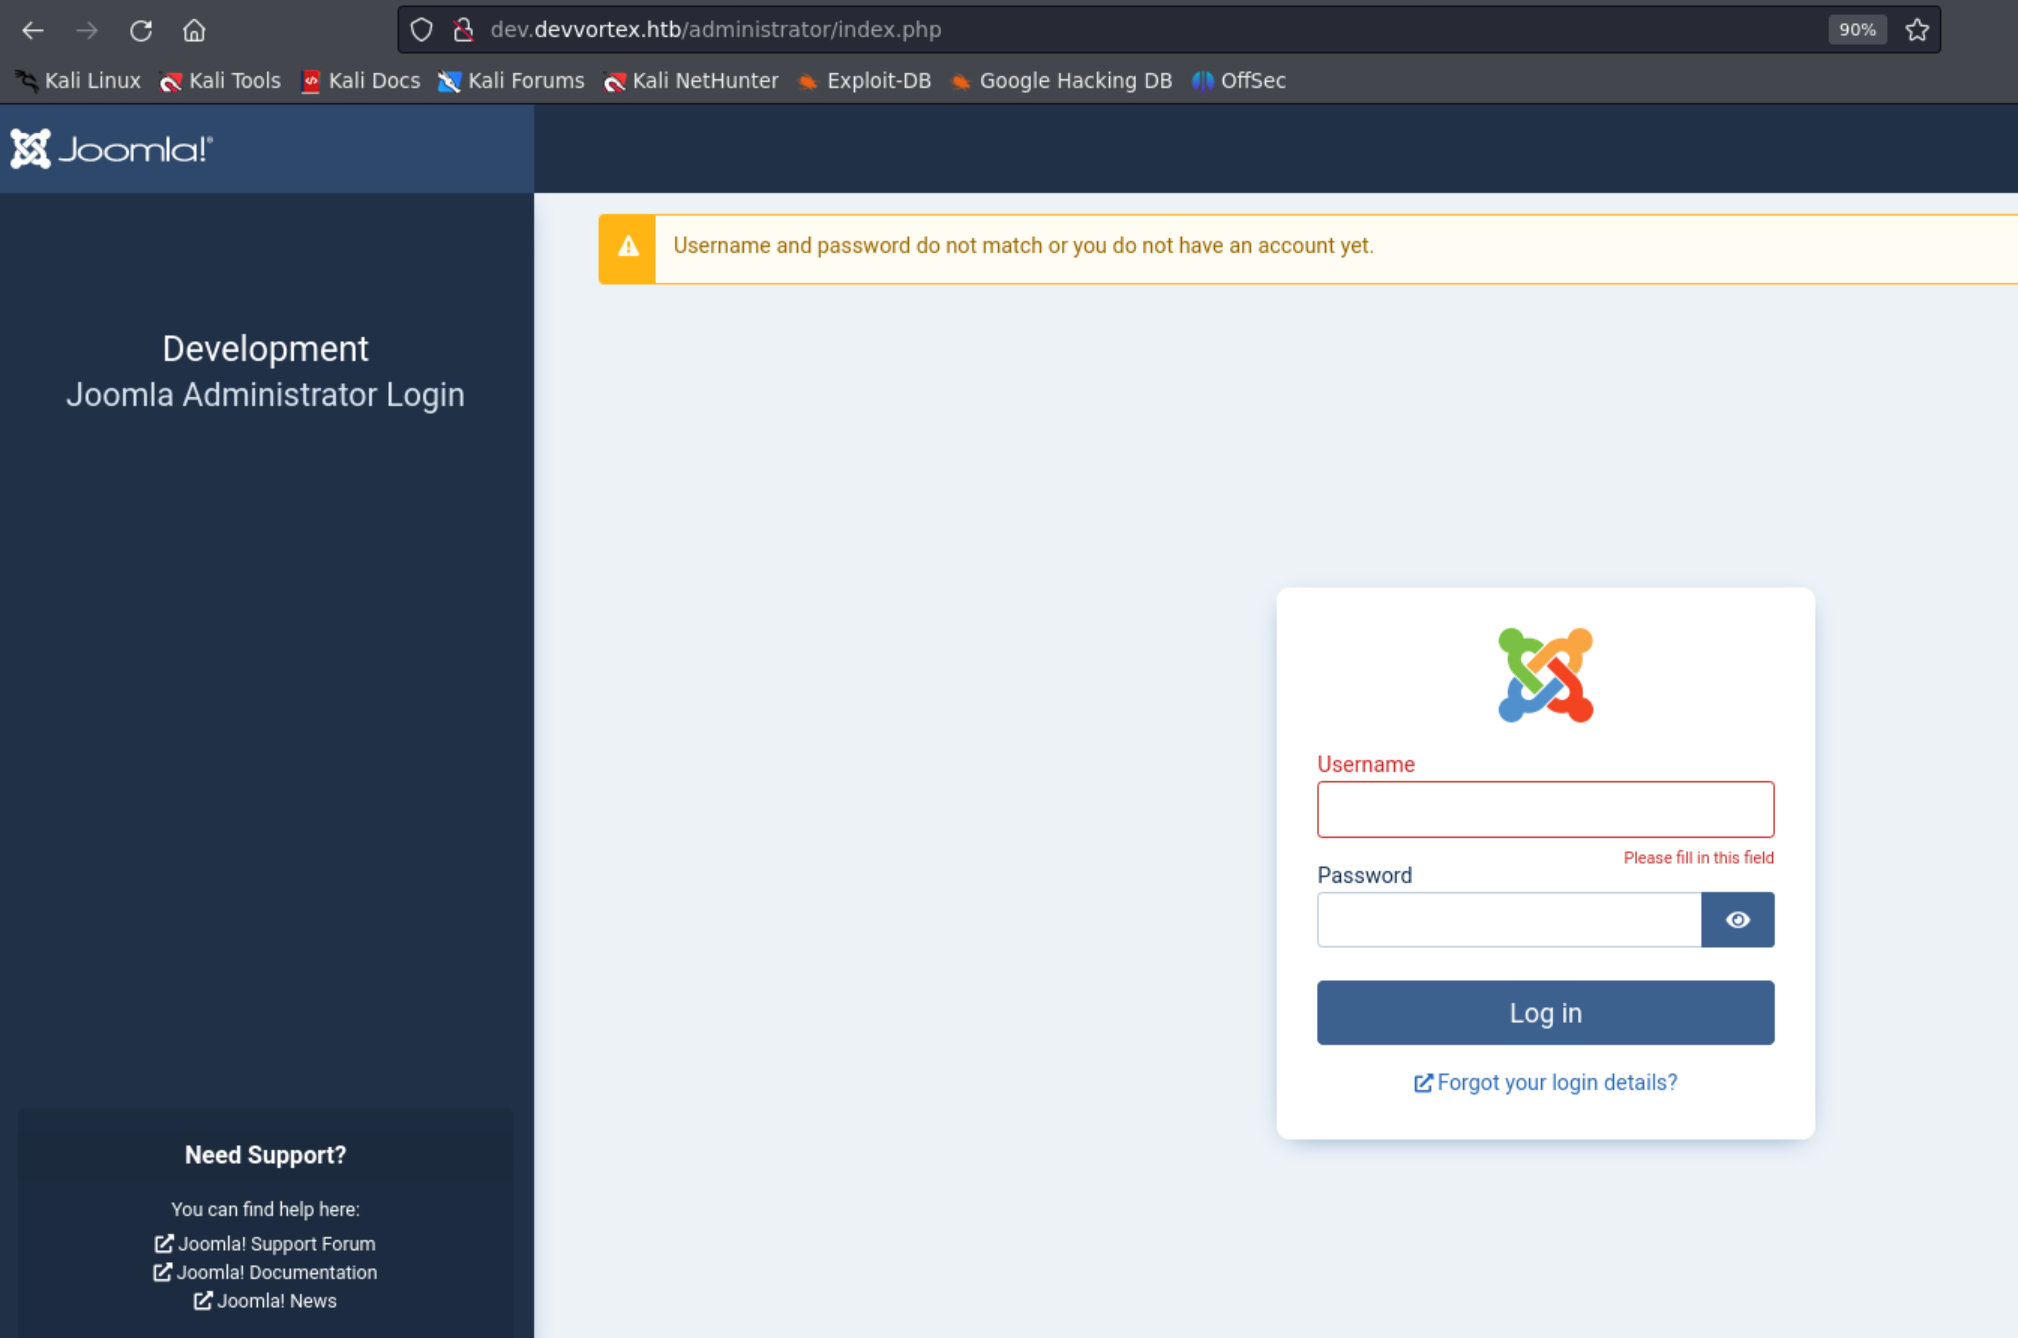 dev.devvortex.htb/administrator/index.php
90%
Kali Linux Kali Tools Kali Docs Kali Forums Kali NetHunter Exploit-DB Google Hacking DB OffSec
Joomla!®
Username and password do not match or you do not have an account yet.
Development
Joomla Administrator Login
Username
Please fill in this field
Password
Log in
Forgot your login details?
Need Support?
You can find help here:
Joomla! Support Forum
Joomla! Documentation
Joomla! News